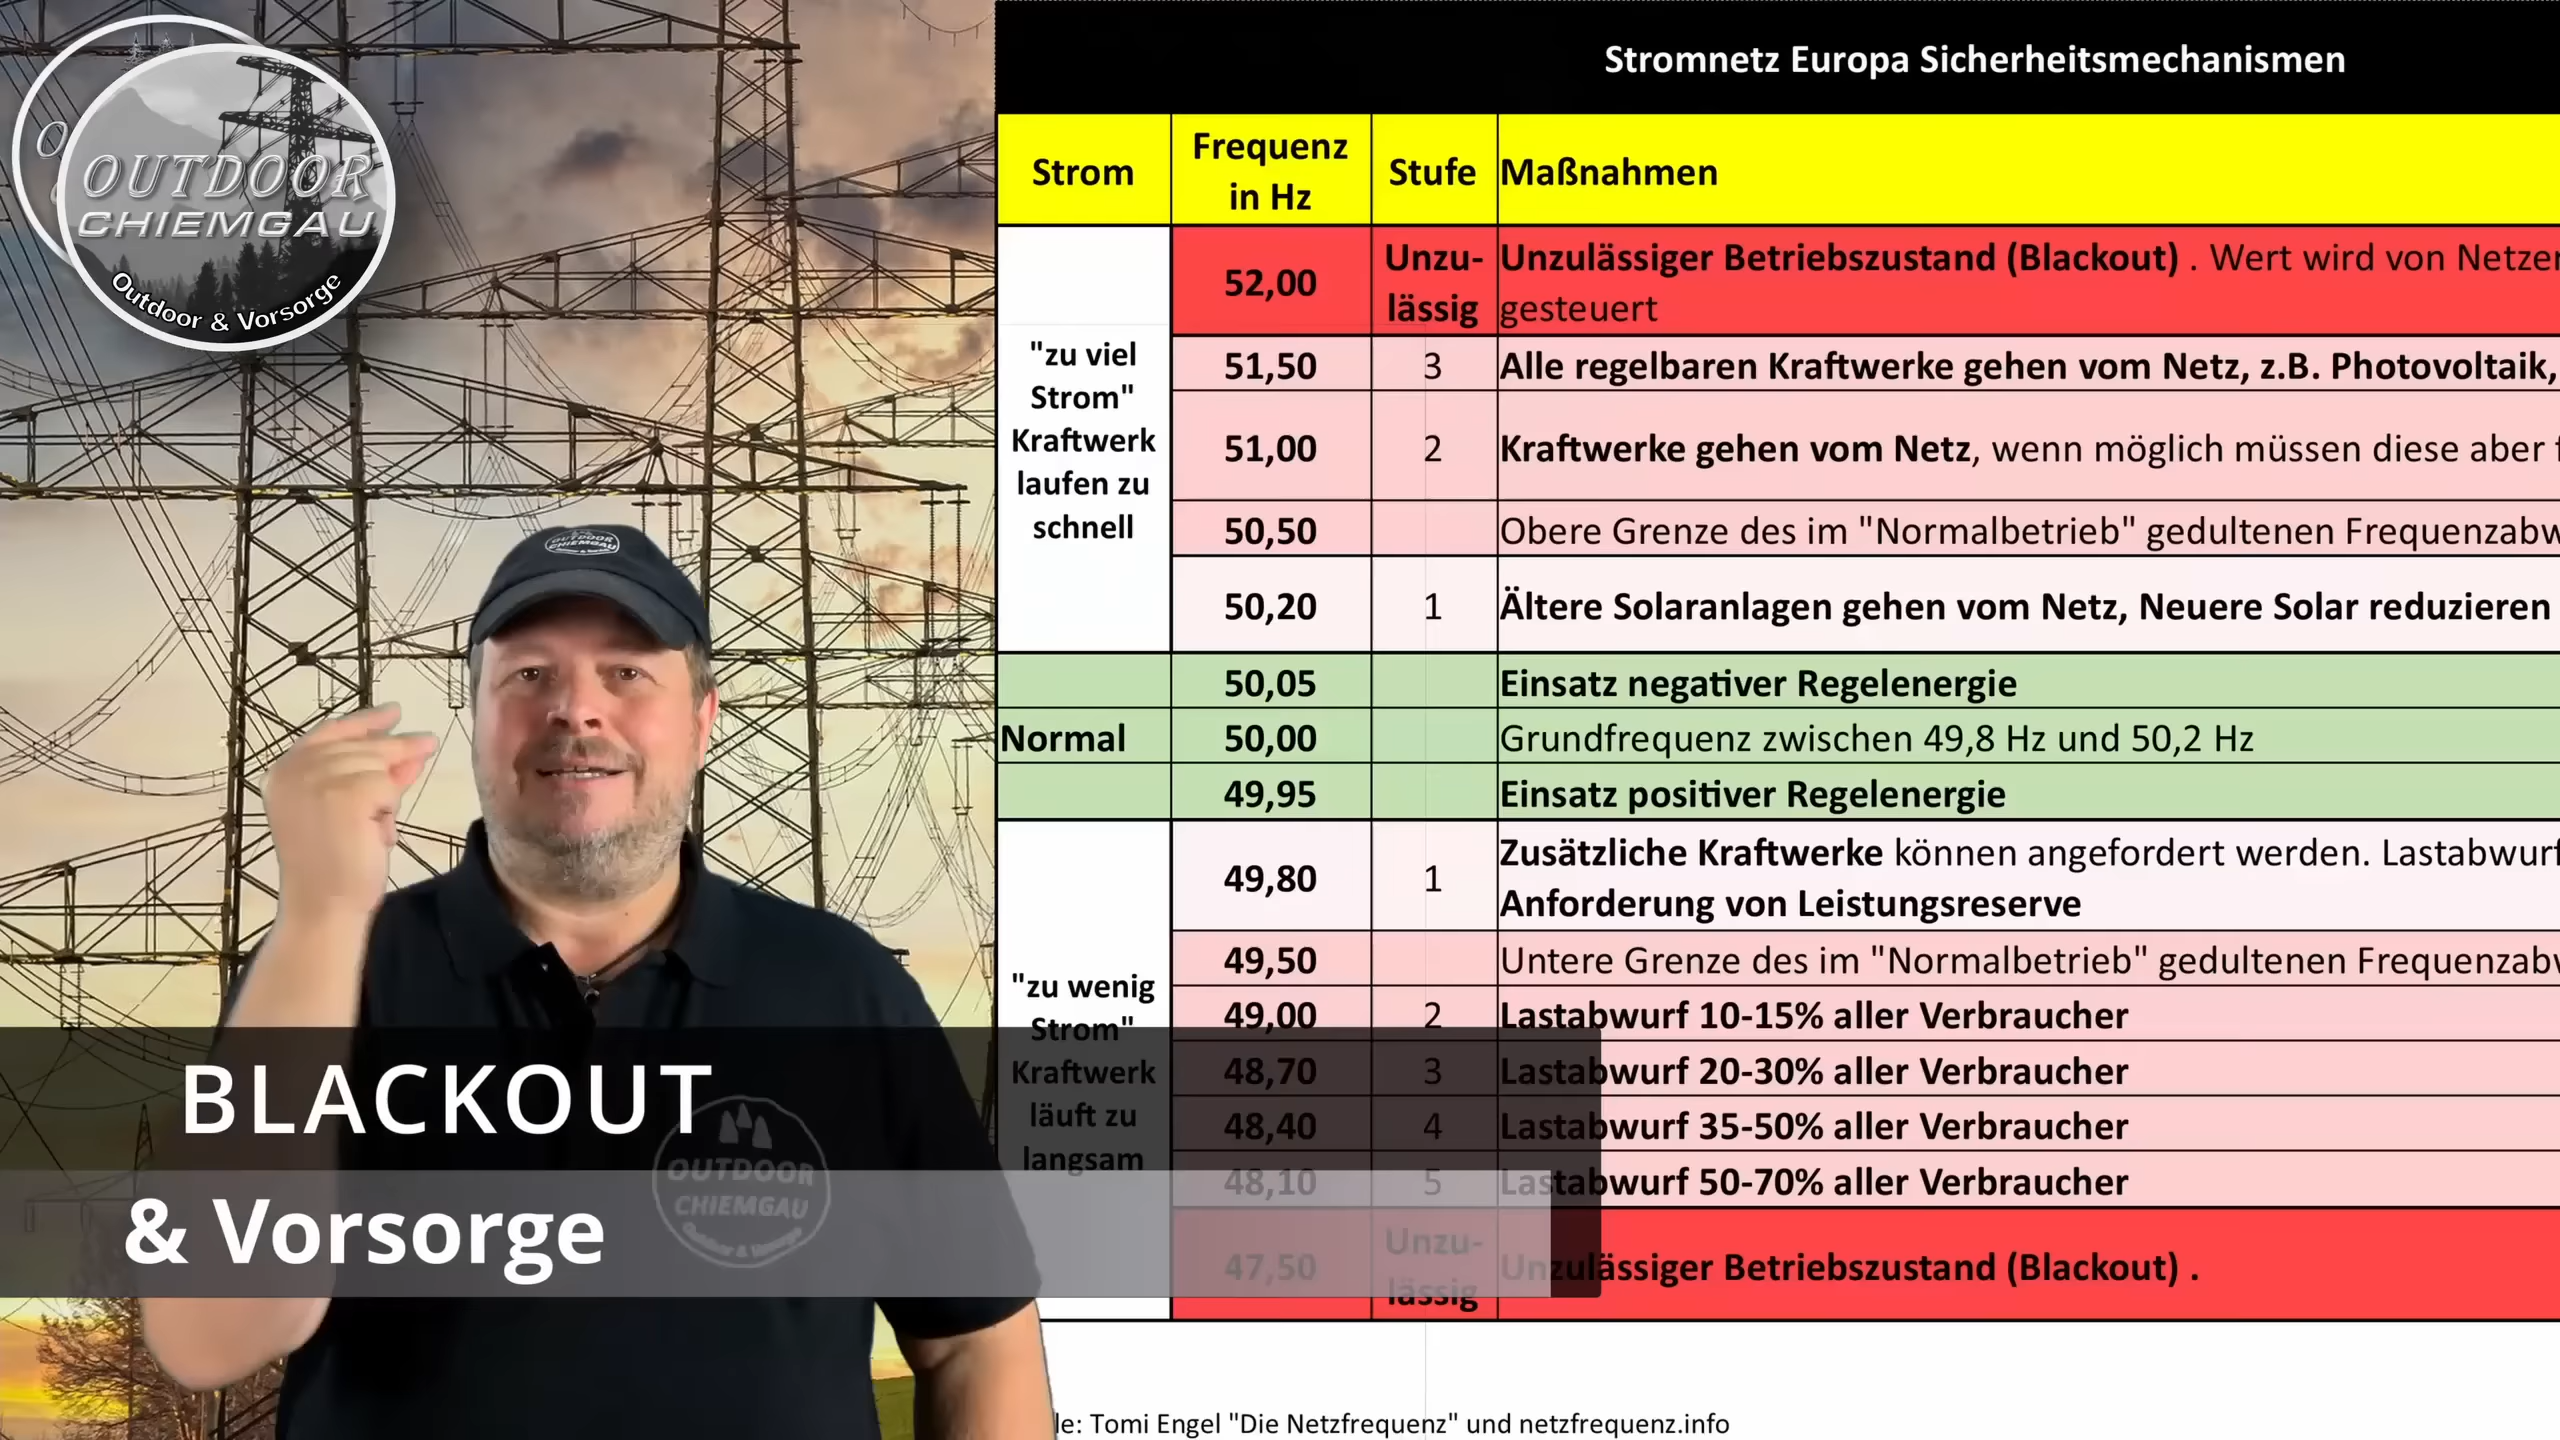 OUTDOOR
CHIEMGAU
Outdoor & Vorsorge
OUTDOOR
CHIEMGAU
BLACKOUT
& Vorsorge
OUTDOOR
CHIEMGAU
Outdoor & Vorsorge
Stromnetz Europa Sicherheitsmechanismen
Strom
Frequenz
in Hz
Stufe
Maßnahmen
"zu viel
Strom"
Kraftwerk
laufen zu
schnell
52,00
Unzu-
lässig
Unzulässiger Betriebszustand (Blackout) . Wert wird von
gesteuert
51,50 3 Alle regelbaren Kraftwerke gehen vom Netz, z.B. Photovoltaik,
51,00 2 Kraftwerke gehen vom Netz, wenn möglich müssen diese aber
50,50 Obere Grenze des im "Normalbetrieb" gedultenen
50,20 1 Ältere Solaranlagen gehen vom Netz, Neuere Solar reduzieren
50,05 Einsatz negativer Regelenergie
Normal 50,00 Grundfrequenz zwischen 49,8 Hz und 50,2 Hz
49,95 Einsatz positiver Regelenergie
"zu wenig
Strom"
Kraftwerk
läuft zu
langsam
49,80 1 Zusätzliche Kraftwerke können angefordert werden. Lastabwurf
Anforderung von Leistungsreserve
49,50 Untere Grenze des im "Normalbetrieb" gedultenen
49,00 2 Lastabwurf 10-15% aller Verbraucher
48,70 3 Lastabwurf 20-30% aller Verbraucher
48,40 4 Lastabwurf 35-50% aller Verbraucher
48,10 5 Lastabwurf 50-70% aller Verbraucher
47,50
Unzu-
lässig
Unzulässiger Betriebszustand (Blackout) .
le: Tomi Engel "Die Netzfrequenz" und netzfrequenz.info